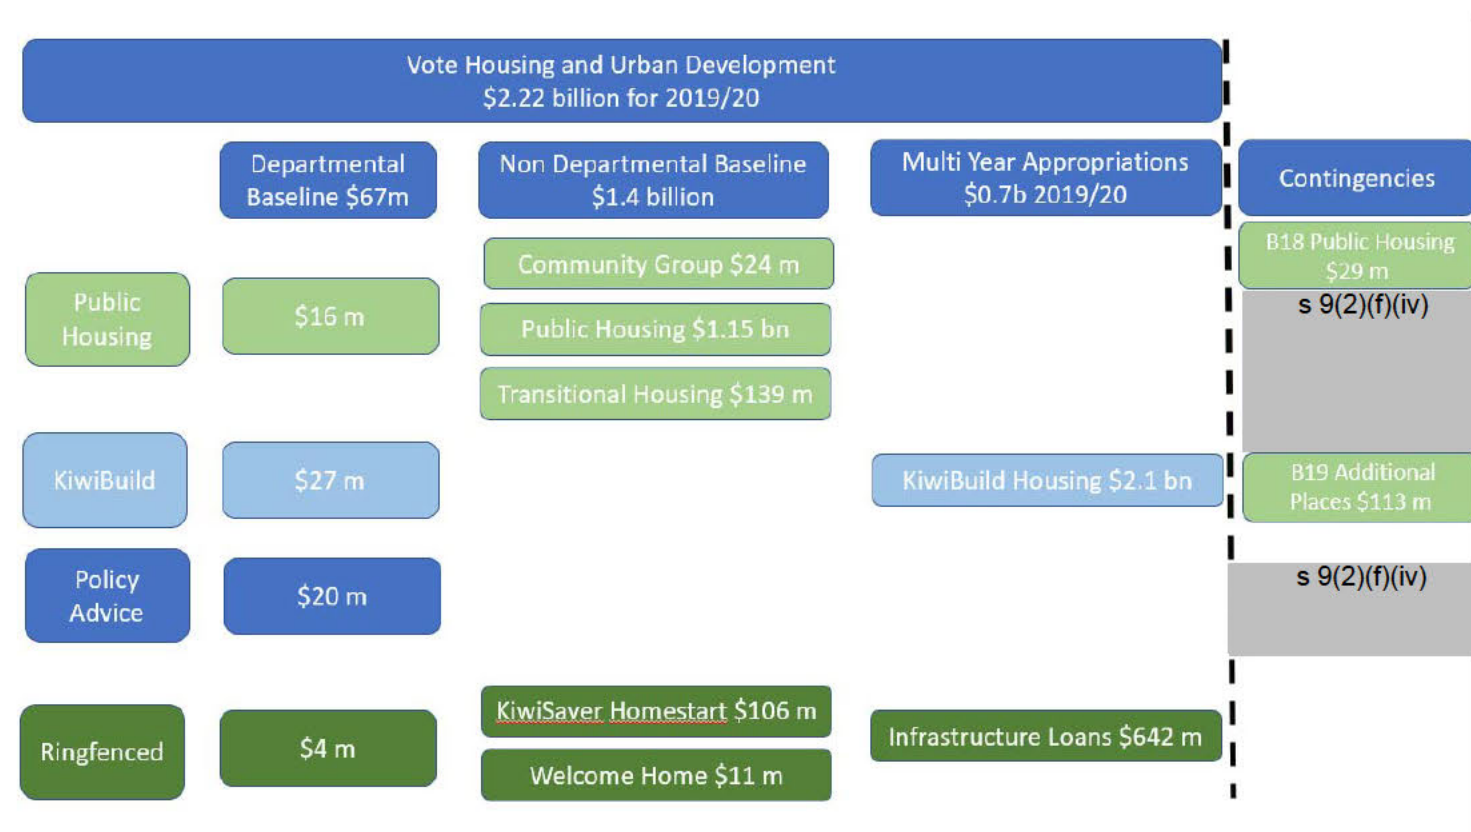 Vote Housing and Urban Development
$2.22 billion for 2019/20
Departmental
Baseline $67m
Non Departmental Baseline
$1.4 billion
Multi Year Appropriations
$0.7b 2019/20
Contingencies
Public
Housing
$16 m
Community Group $24 m
Public Housing $1.15 bn
Transitional Housing $139 m
B18 Public Housing
$29 m
s 9(2)(f)(iv)
KiwiBuild
$27 m
KiwiBuild Housing $2.1 bn
B19 Additional
Places $113 m
Policy
Advice
$20 m
s 9(2)(f)(iv)
Ringfenced
$4 m
KiwiSaver Homestart $106 m
Welcome Home $11 m
Infrastructure Loans $642 m